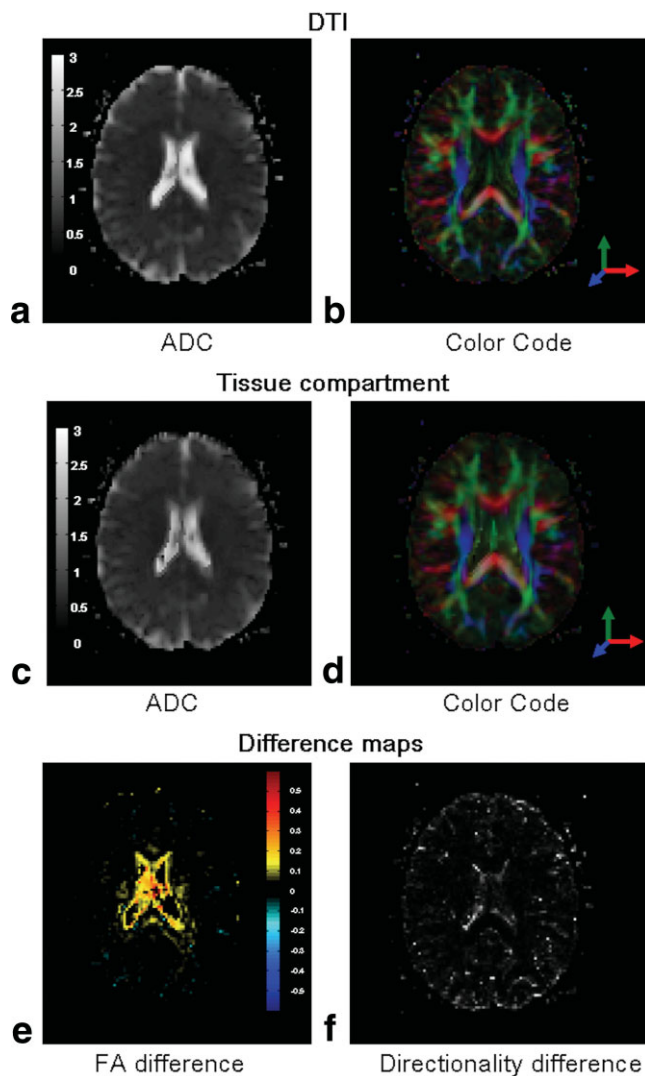 DTI
3
2.5
2
1.5
1
0.5
0
a
ADC
b
Color Code
Tissue compartment
3
2.5
2
1.5
1
0.5
0
c
ADC
d
Color Code
Difference maps
0.5
0.4
0.3
0.2
0.1
0
-0.1
-0.2
-0.3
-0.4
-0.5
e
FA difference
f
Directionality difference